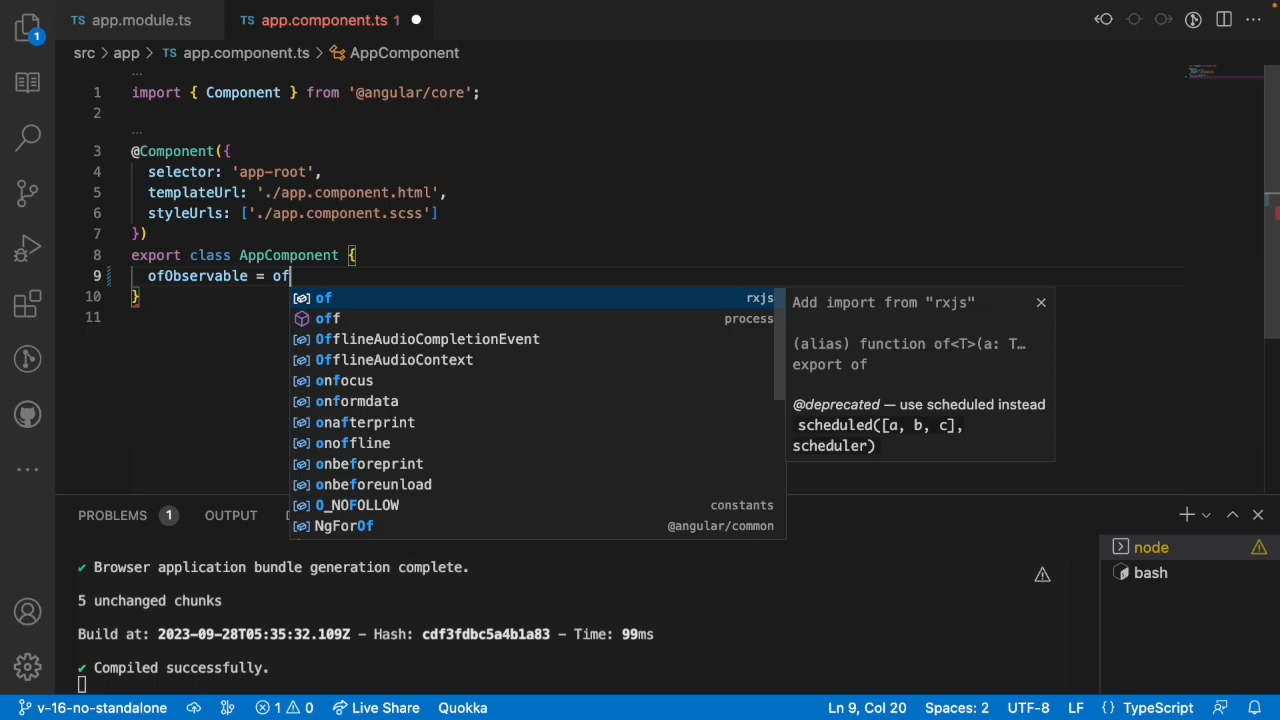 TS app.module.ts
TS app.component.ts 1
1
src > app > TS app.component.ts > AppComponent
...
1 import { Component } from '@angular/core';
2
...
3 @Component({
4 selector: 'app-root',
5 templateUrl: './app.component.html',
6 styleUrls: ['./app.component.scss']
7 })
8 export class AppComponent {
9 ofObservable = of
10 }
11
of rxjs
off process
OfflineAudioCompletionEvent
OfflineAudioContext
onfocus
onformdata
onafterprint
onoffline
onbeforeprint
onbeforeunload
O_NOFOLLOW constants
NgForOf @angular/common
Add import from "rxjs"
(alias) function of<T>(a: T…
export of
@deprecated — use scheduled instead
scheduled([a, b, c],
scheduler)
PROBLEMS 1 OUTPUT
✔ Browser application bundle generation complete.
5 unchanged chunks
Build at: 2023-09-28T05:35:32.109Z - Hash: cdf3fdbc5a4b1a83 - Time: 99ms
✔ Compiled successfully.
node
bash
v-16-no-standalone 1 0 Live Share Quokka Ln 9, Col 20 Spaces: 2 UTF-8 LF {} TypeScript